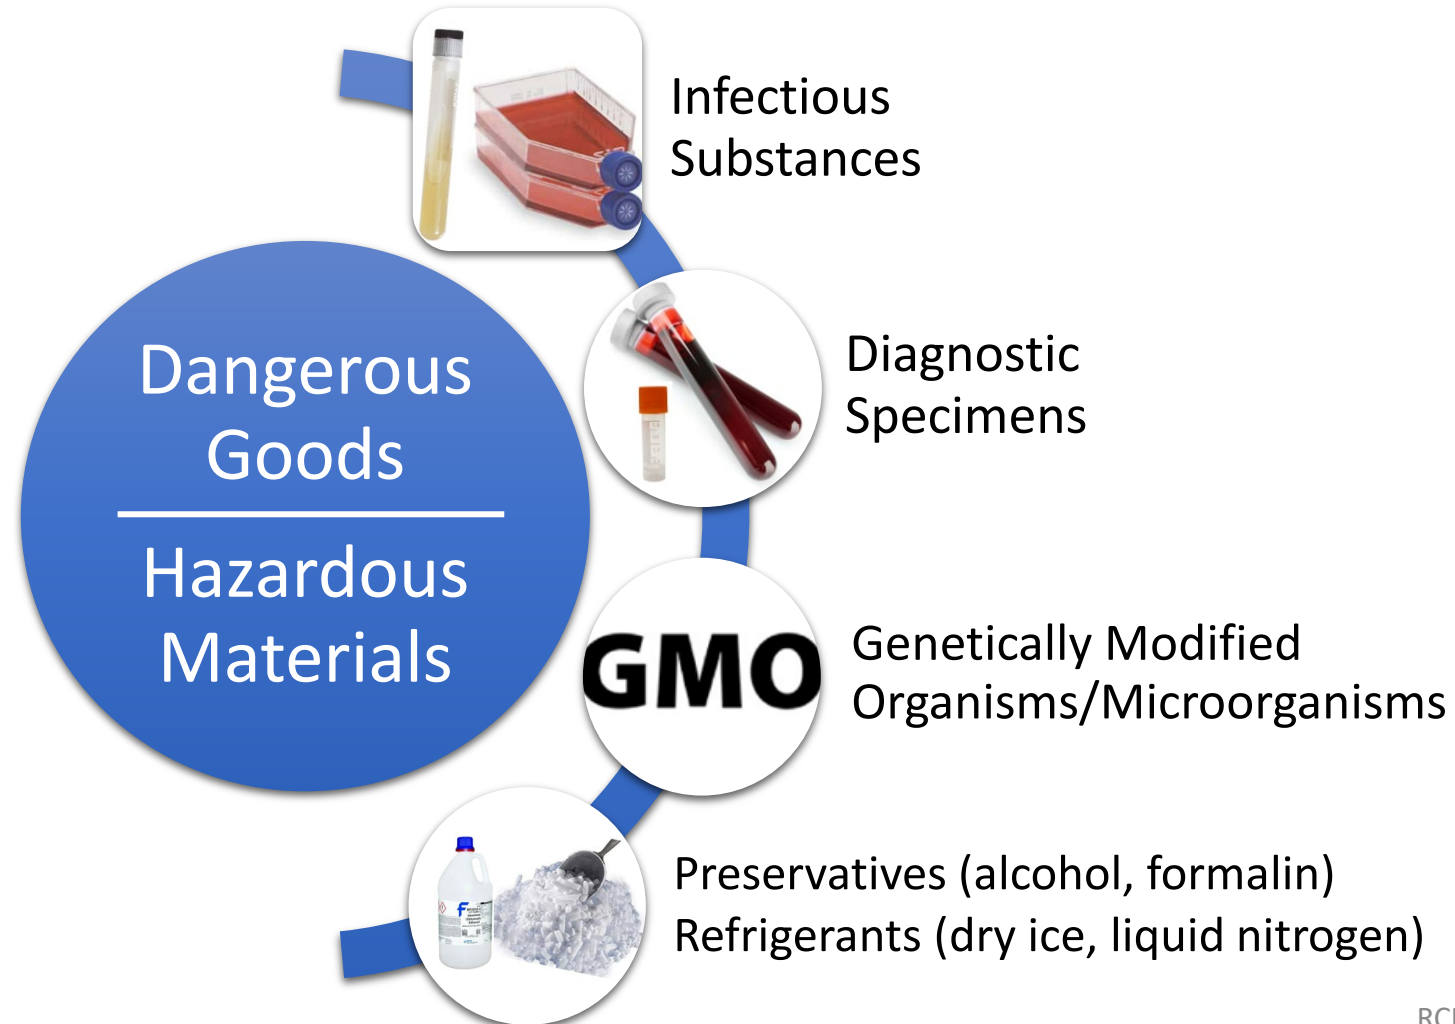 Infectious
Substances
Dangerous
Goods
Hazardous
Materials
Diagnostic
Specimens
GMO
Genetically Modified
Organisms/Microorganisms
Preservatives (alcohol, formalin)
Refrigerants (dry ice, liquid nitrogen)